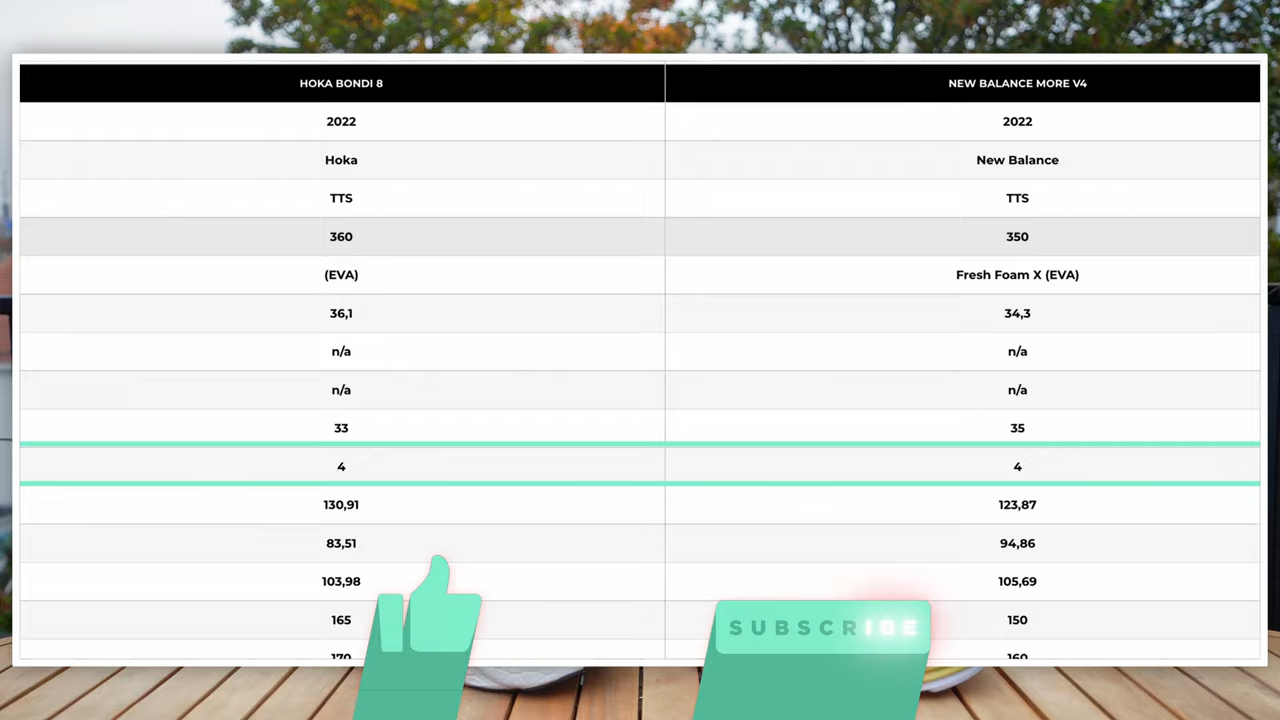 HOKA BONDI 8 NEW BALANCE MORE V4
2022 2022
Hoka New Balance
TTS TTS
360 350
(EVA) Fresh Foam X (EVA)
36,1 34,3
n/a n/a
n/a n/a
33 35
4 4
130,91 123,87
83,51 94,86
103,98 105,69
165 150
170 160
SUBSCRIBE